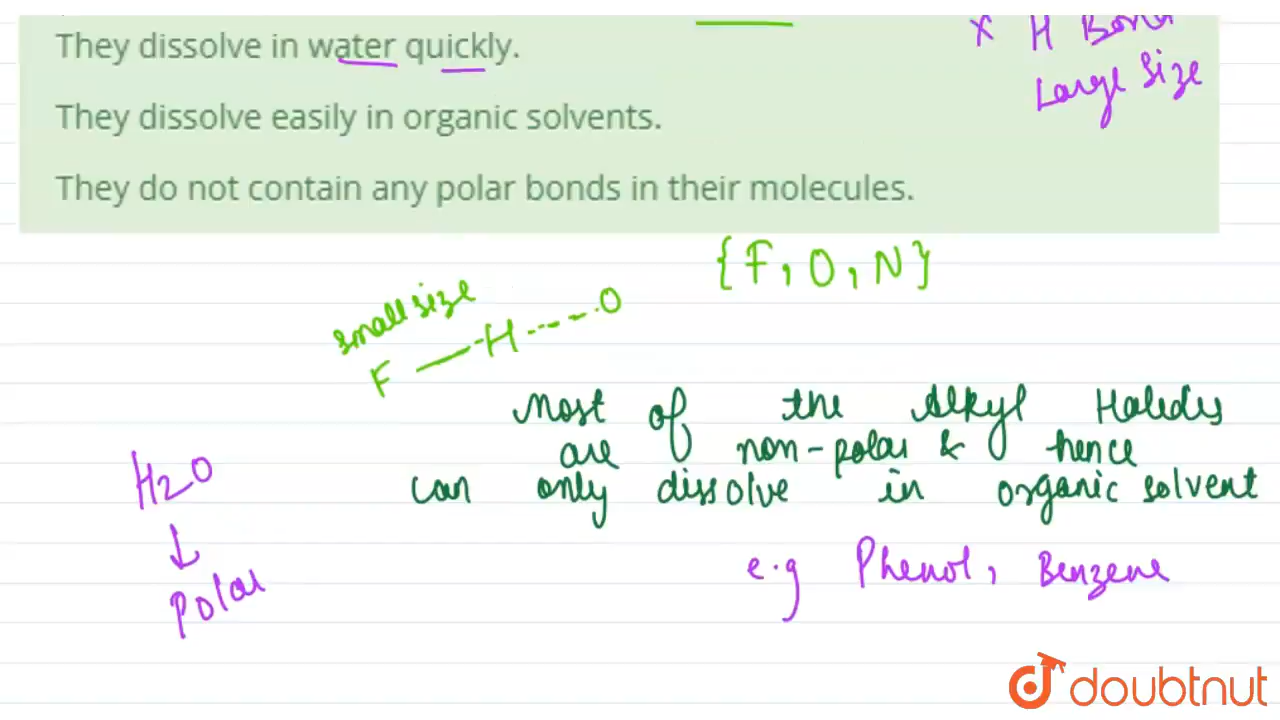 x H Bond
They dissolve in water quickly.
Large Size
They dissolve easily in organic solvents.
They do not contain any polar bonds in their molecules.
{F, O, N}
small size
F — H ----- O
Most of the Alkyl Halides
are non-polar & hence
H2O
can only dissolve in organic solvent
↓
Polar
e.g Phenol, Benzene
doubtnut